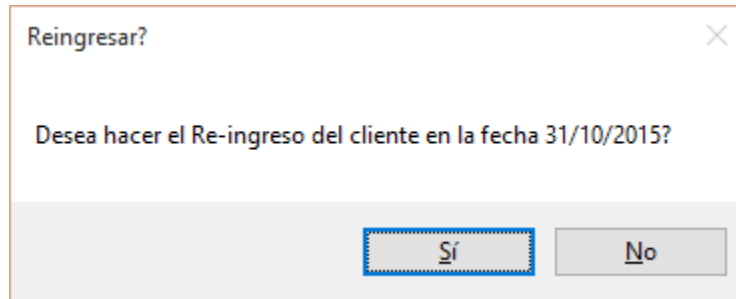 Reingresar?
Desea hacer el Re-ingreso del cliente en la fecha 31/10/2015?
Sí
No